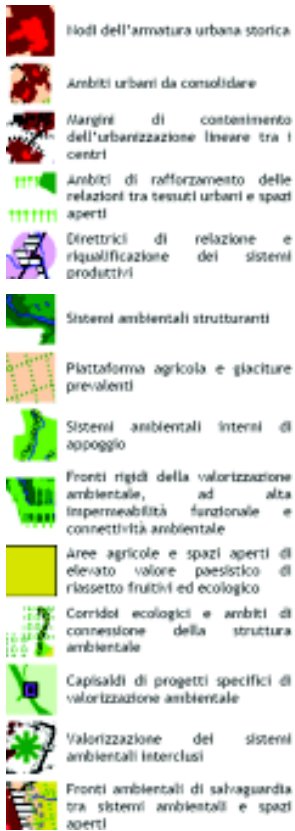 Nodi dell'armatura urbana storica
Ambiti urbani da consolidare
Margini di contenimento
dell'urbanizzazione lineare tra i
centri
Ambiti di rafforzamento delle
relazioni tra tessuti urbani e spazi
aperti
Direttrici di relazione e
riqualificazione dei sistemi
produttivi
Sistemi ambientali strutturanti
Piattaforma agricola e giaciture
prevalenti
Sistemi ambientali interni di
appoggio
Fronti rigidi della valorizzazione
ambientale, ad alta
impermeabilità funzionale e
connettività ambientale
Aree agricole e spazi aperti di
elevato valore paesistico di
riassetto fruitivi ed ecologico
Corridoi ecologici e ambiti di
connessione della struttura
ambientale
Capisaldi di progetti specifici di
valorizzazione ambientale
Valorizzazione dei sistemi
ambientali interclusi
Fronti ambientali di salvaguardia
tra sistemi ambientali e spazi
aperti